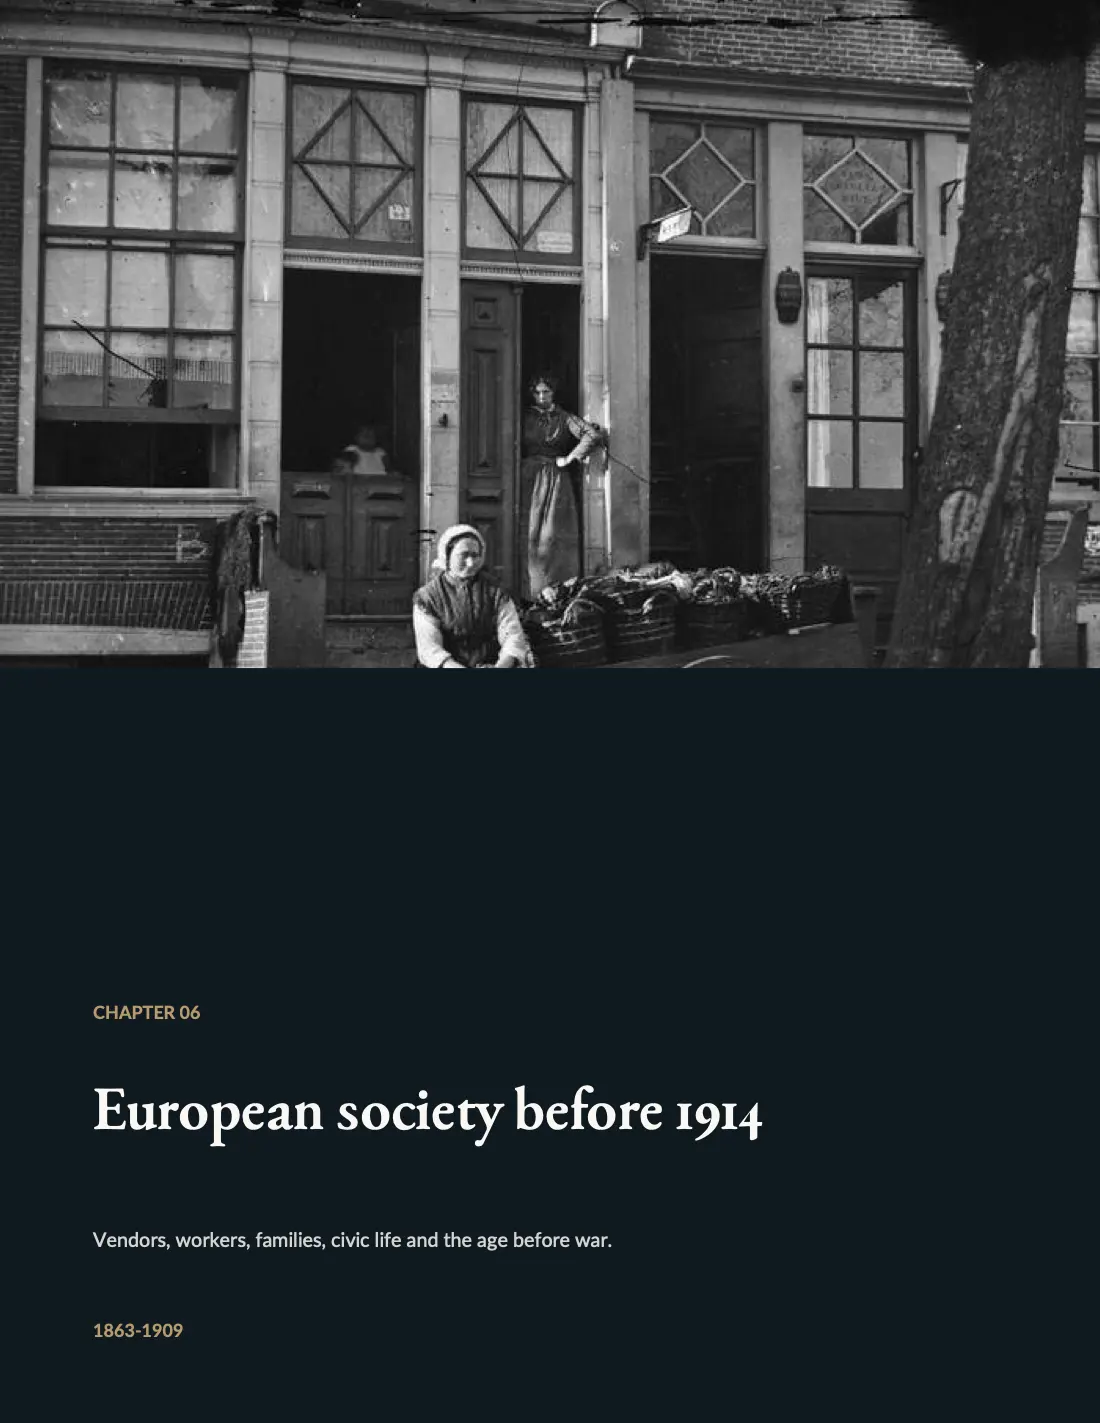 CHAPTER 06
European society before 1914
Vendors, workers, families, civic life and the age before war.
1863-1909